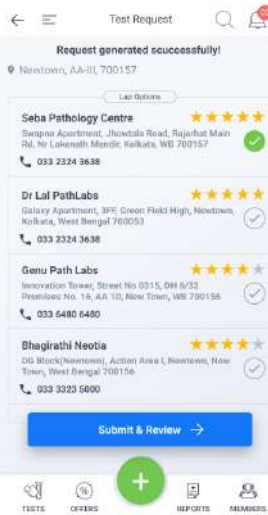 Test Request
Request generated scuccessfully!
Newtown, AA-III, 700157
Lap Options
Seba Pathology Centre
Swapno Apartment, Jhowtala Road, Rajarhat Main
Rd, Nr Lokenath Mandir, Kolkata, WB 700157
033 2324 3638
Dr Lal PathLabs
Galaxy Apartment, 3FF, Green Field High, Newtown,
Kolkata, West Bengal 700053
033 2324 3638
Genu Path Labs
Innovation Tower, Street No 0315, DH 6/32
Premises No. 16, AA 1D, New Town, WB 700156
033 6480 6480
Bhagirathi Neotia
DG Block(Newtown), Action Area I, Newtown, New
Town, West Bengal 700156
033 3323 5000
Submit & Review
TESTS
OFFERS
REPORTS
MEMBERS